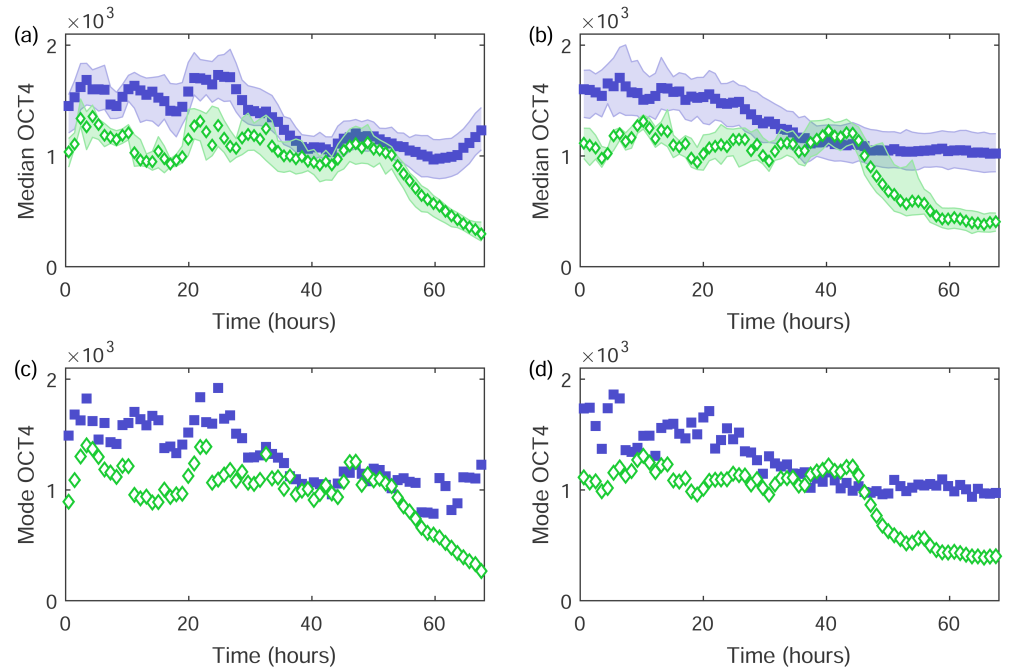 (a)
×10³
2
1
0
Median OCT4
0 20 40 60
Time (hours)
(b)
×10³
2
1
0
Median OCT4
0 20 40 60
Time (hours)
(c)
×10³
2
1
0
Mode OCT4
0 20 40 60
Time (hours)
(d)
×10³
2
1
0
Mode OCT4
0 20 40 60
Time (hours)